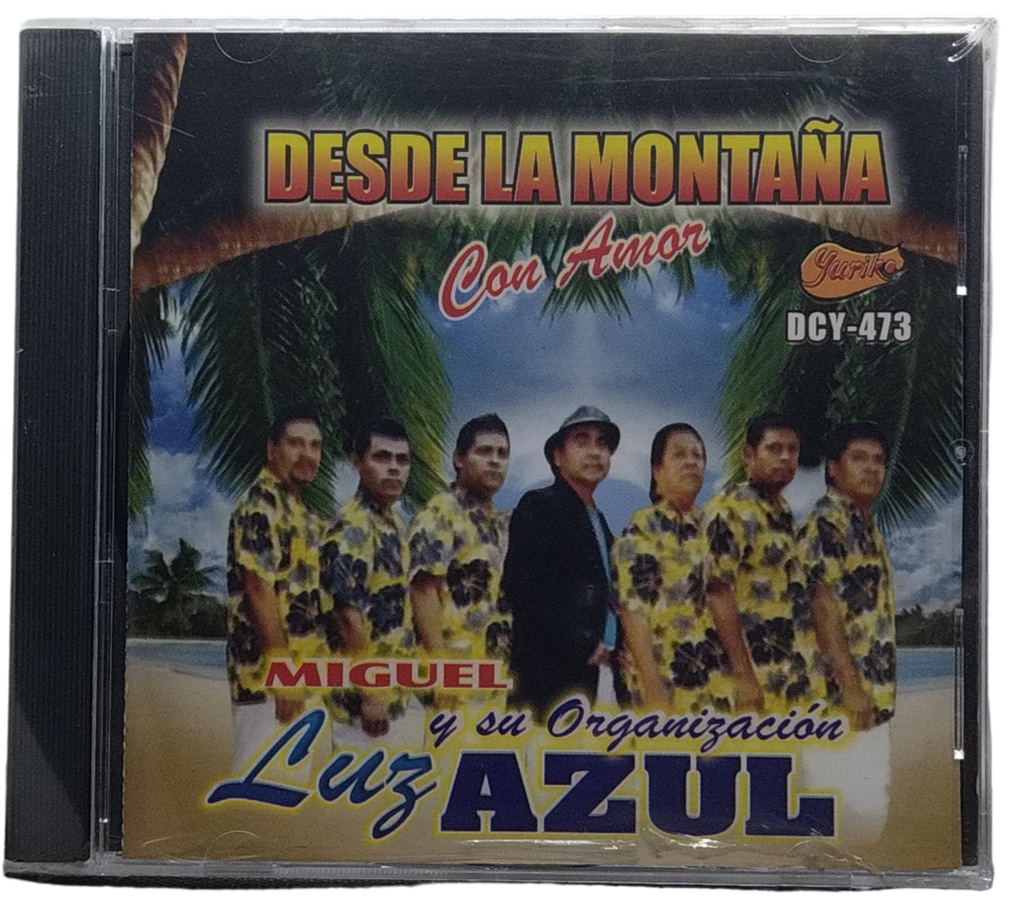 DESDE LA MONTAÑA
Con Amor
Yuriko
DCY-473
MIGUEL
y su Organización
Luz AZUL